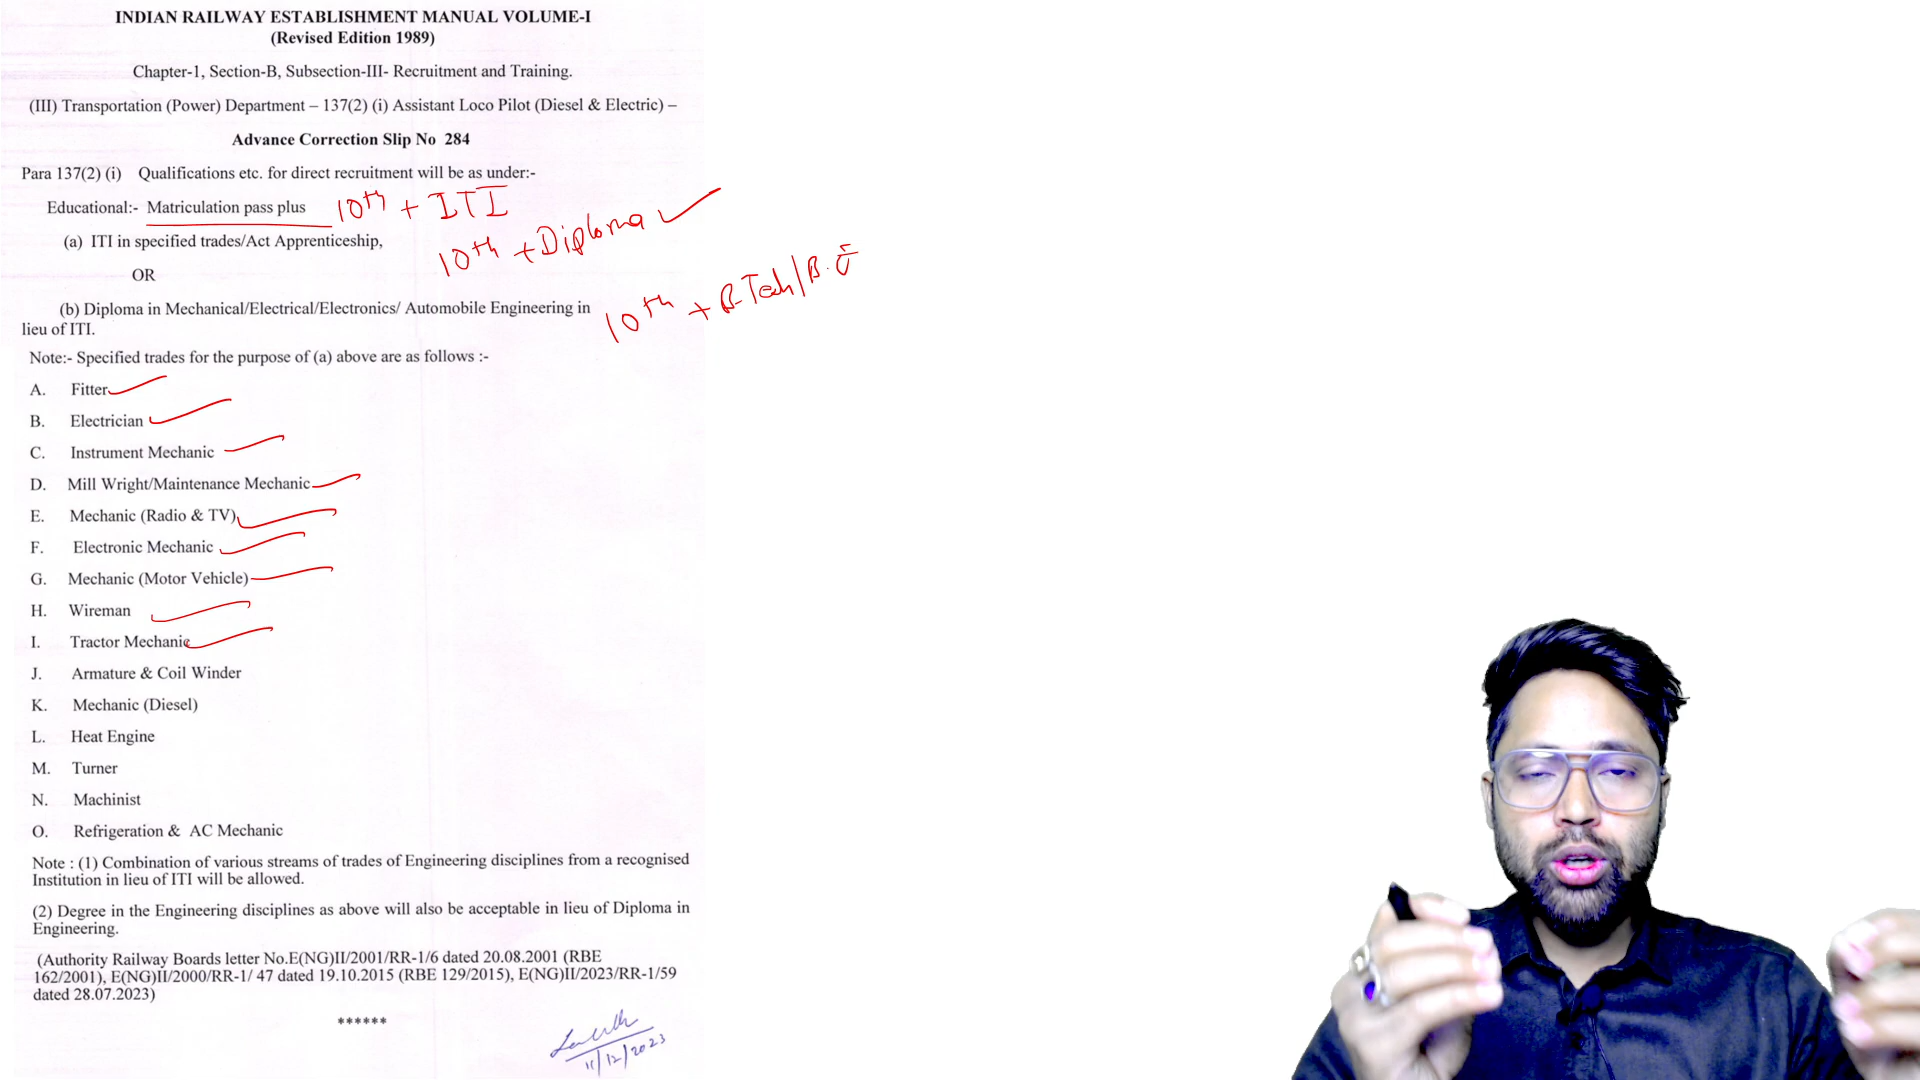 INDIAN RAILWAY ESTABLISHMENT MANUAL VOLUME-I
(Revised Edition 1989)
Chapter-1, Section-B, Subsection-III- Recruitment and Training.
(III) Transportation (Power) Department – 137(2) (i) Assistant Loco Pilot (Diesel & Electric) –
Advance Correction Slip No 284
Para 137(2) (i) Qualifications etc. for direct recruitment will be as under:-
Educational:- Matriculation pass plus 10th + ITI
(a) ITI in specified trades/Act Apprenticeship,
10th + Diploma
OR
10th + B-Tech/B.E
(b) Diploma in Mechanical/Electrical/Electronics/ Automobile Engineering in
lieu of ITI.
Note:- Specified trades for the purpose of (a) above are as follows :-
A. Fitter
B. Electrician
C. Instrument Mechanic
D. Mill Wright/Maintenance Mechanic
E. Mechanic (Radio & TV)
F. Electronic Mechanic
G. Mechanic (Motor Vehicle)
H. Wireman
I. Tractor Mechanic
J. Armature & Coil Winder
K. Mechanic (Diesel)
L. Heat Engine
M. Turner
N. Machinist
O. Refrigeration & AC Mechanic
Note : (1) Combination of various streams of trades of Engineering disciplines from a recognised
Institution in lieu of ITI will be allowed.
(2) Degree in the Engineering disciplines as above will also be acceptable in lieu of Diploma in
Engineering.
(Authority Railway Boards letter No.E(NG)II/2001/RR-1/6 dated 20.08.2001 (RBE
162/2001), E(NG)II/2000/RR-1/ 47 dated 19.10.2015 (RBE 129/2015), E(NG)II/2023/RR-1/59
dated 28.07.2023)
******
11/12/2023